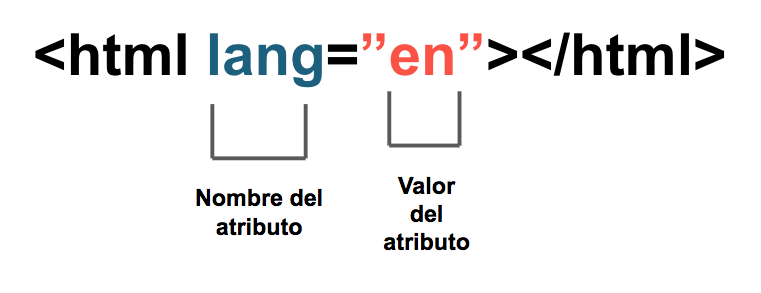 <html lang=”en”></html>
Nombre del
atributo
Valor
del
atributo